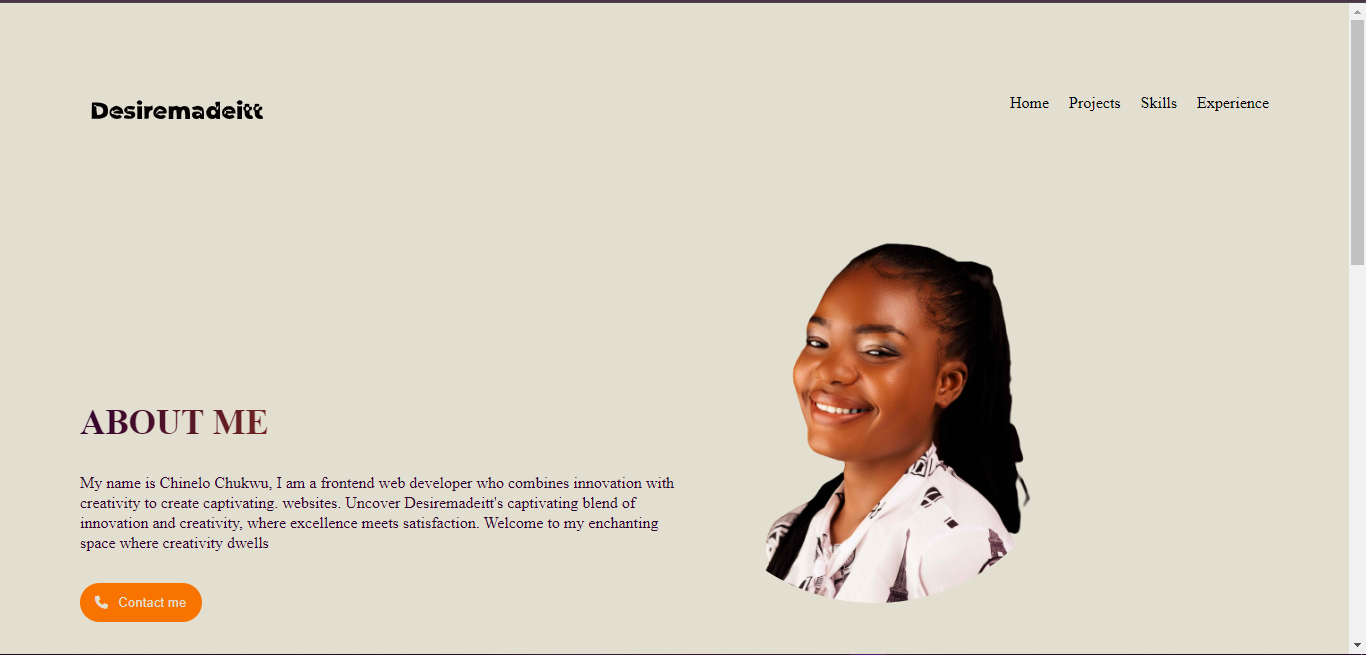 Desiremadeitt
Home Projects Skills Experience
ABOUT ME
My name is Chinelo Chukwu, I am a frontend web developer who combines innovation with
creativity to create captivating. websites. Uncover Desiremadeitt's captivating blend of
innovation and creativity, where excellence meets satisfaction. Welcome to my enchanting
space where creativity dwells
Contact me